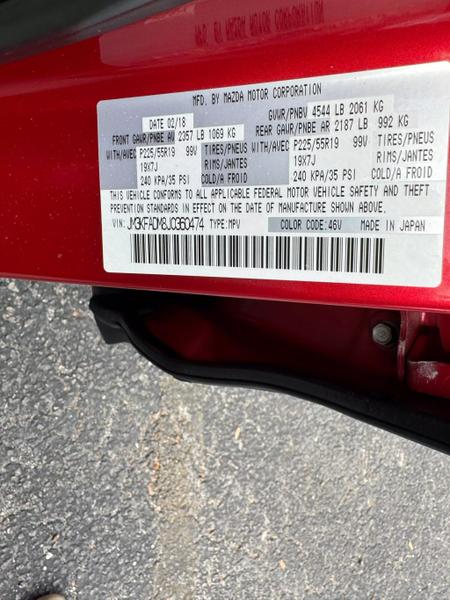 MFD. BY MAZDA MOTOR CORPORATION
DATE 02/18 GVWR/PNBV 4544 LB 2061 KG
FRONT GAWR/PNBE AV 2357 LB 1069 KG REAR GAWR/PNBE AR 2187 LB 992 KG
WITH/AVEC P225/55R19 99V TIRES/PNEUS WITH/AVEC P225/55R19 99V TIRES/PNEUS
19X7J RIMS/JANTES 19X7J RIMS/JANTES
240 KPA/35 PSI COLD/A FROID 240 KPA/35 PSI COLD/A FROID
THIS VEHICLE CONFORMS TO ALL APPLICABLE FEDERAL MOTOR VEHICLE SAFETY AND THEFT
PREVENTION STANDARDS IN EFFECT ON THE DATE OF MANUFACTURE SHOWN ABOVE.
VIN: JM3KFADM8J0360474 TYPE:MPV COLOR CODE:46V MADE IN JAPAN